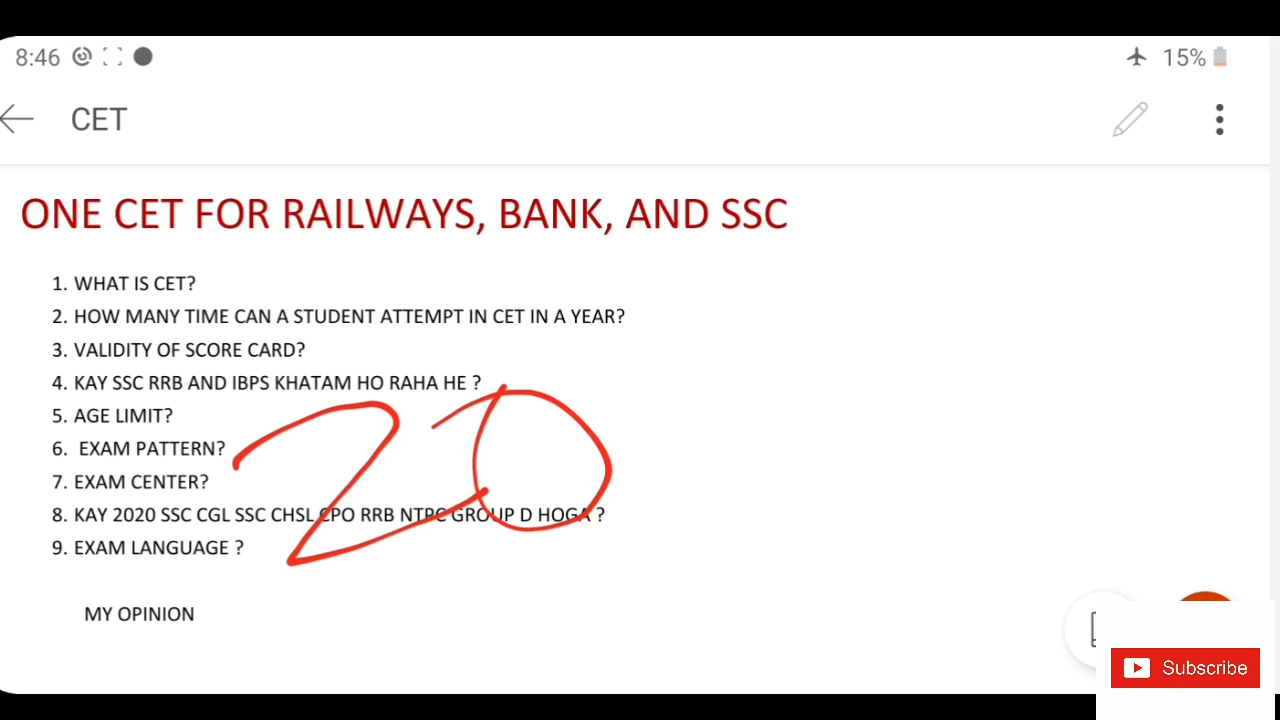 8:46 15%
CET
ONE CET FOR RAILWAYS, BANK, AND SSC
1. WHAT IS CET?
2. HOW MANY TIME CAN A STUDENT ATTEMPT IN CET IN A YEAR?
3. VALIDITY OF SCORE CARD?
4. KAY SSC RRB AND IBPS KHATAM HO RAHA HE ?
5. AGE LIMIT?
6. EXAM PATTERN?
7. EXAM CENTER?
8. KAY 2020 SSC CGL SSC CHSL CPO RRB NTPC GROUP D HOGA ?
9. EXAM LANGUAGE ?
20
MY OPINION
Subscribe